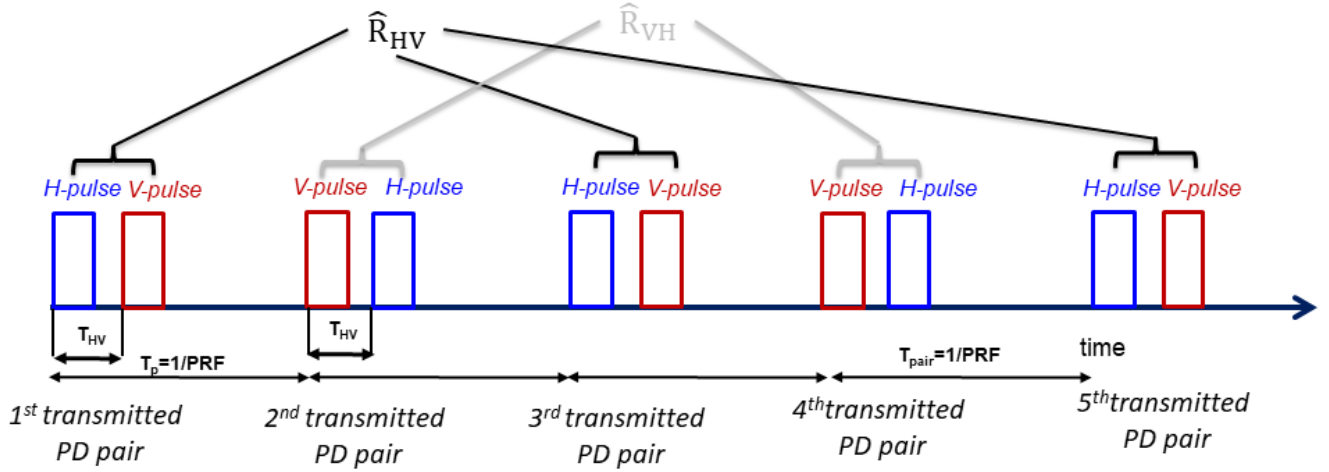 R̂HV R̂VH
H-pulse V-pulse V-pulse H-pulse H-pulse V-pulse V-pulse H-pulse H-pulse V-pulse
THV THV
Tp=1/PRF Tpair=1/PRF time
1st transmitted 2nd transmitted 3rd transmitted 4thtransmitted 5thtransmitted
PD pair PD pair PD pair PD pair PD pair